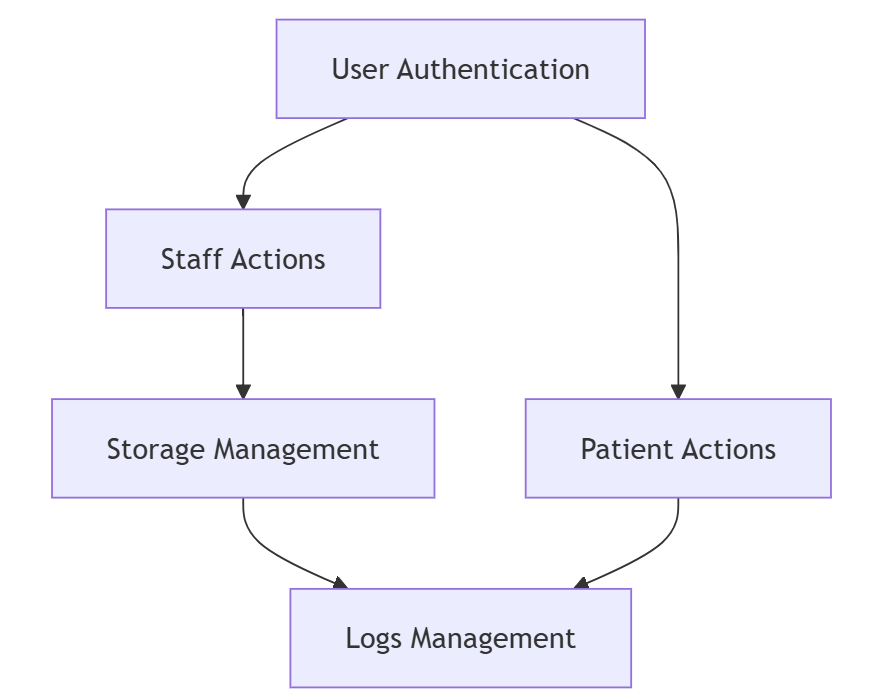 User Authentication
Staff Actions
Storage Management
Patient Actions
Logs Management